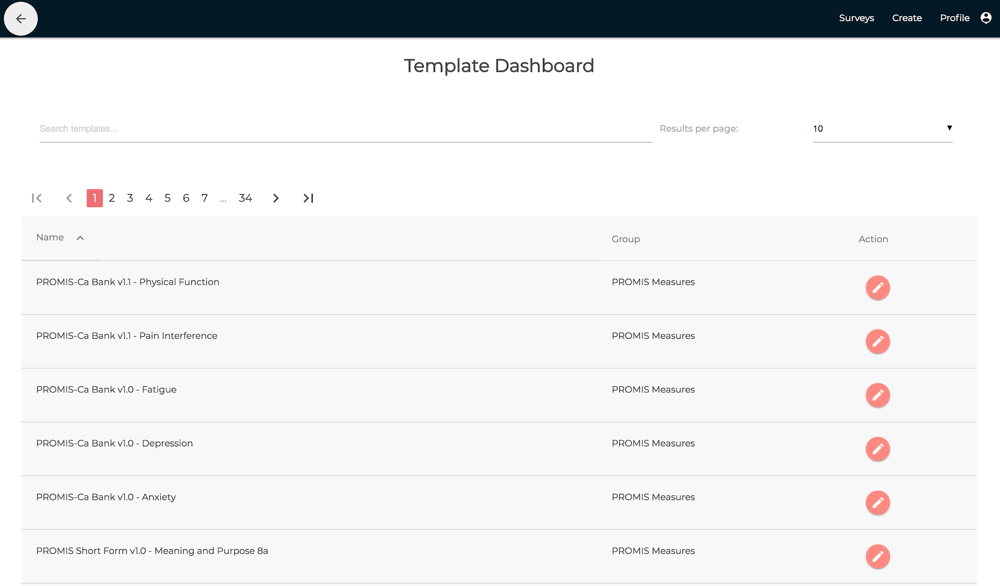 Surveys Create Profile
Template Dashboard
Search templates... Results per page: 10
1 2 3 4 5 6 7 ... 34
Name Group Action
PROMIS-Ca Bank v1.1 - Physical Function PROMIS Measures
PROMIS-Ca Bank v1.1 - Pain Interference PROMIS Measures
PROMIS-Ca Bank v1.0 - Fatigue PROMIS Measures
PROMIS-Ca Bank v1.0 - Depression PROMIS Measures
PROMIS-Ca Bank v1.0 - Anxiety PROMIS Measures
PROMIS Short Form v1.0 - Meaning and Purpose 8a PROMIS Measures